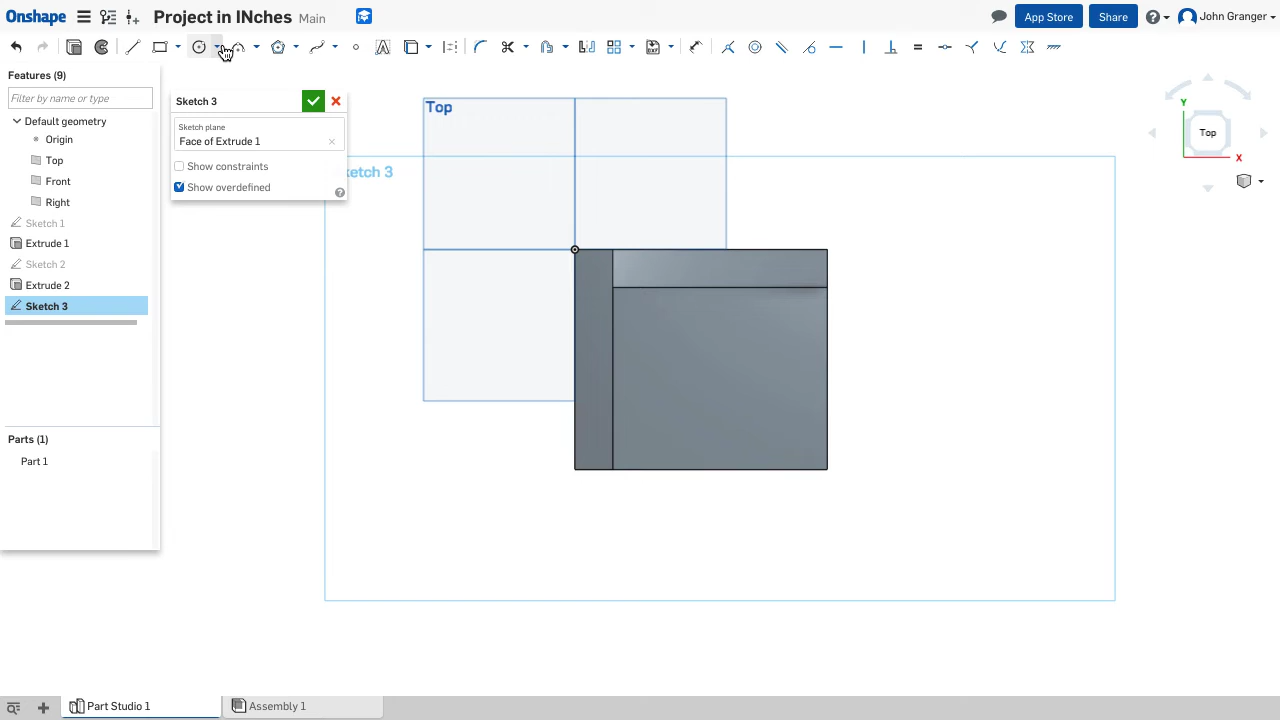 Onshape Project in INches Main App Store Share John Granger
Features (9)
Filter by name or type
Default geometry
Origin
Top
Front
Right
Sketch 1
Extrude 1
Sketch 2
Extrude 2
Sketch 3
Parts (1)
Part 1
Sketch 3
Sketch plane
Face of Extrude 1
Show constraints
Show overdefined
Top
ketch 3
Y
Top
X
Part Studio 1 Assembly 1